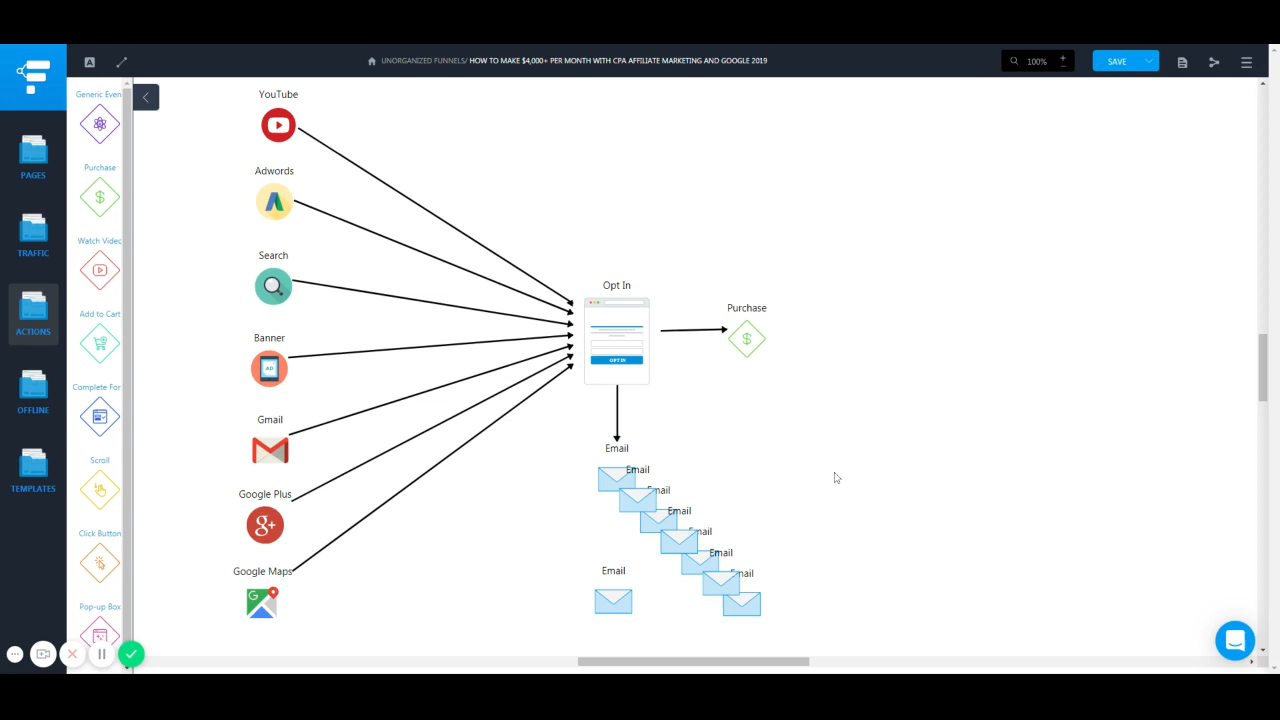 UNORGANIZED FUNNELS/ HOW TO MAKE $4,000+ PER MONTH WITH CPA AFFILIATE MARKETING AND GOOGLE 2019
100%
SAVE
PAGES
TRAFFIC
ACTIONS
OFFLINE
TEMPLATES
Generic Even
Purchase
Watch Video
Add to Cart
Complete For
Scroll
Click Button
Pop-up Box
YouTube
Adwords
Search
Banner
AD
Gmail
Google Plus
g+
Google Maps
G
Opt In
OPT IN
Purchase
Email
Email
Email
Email
Email
Email
Email
Email